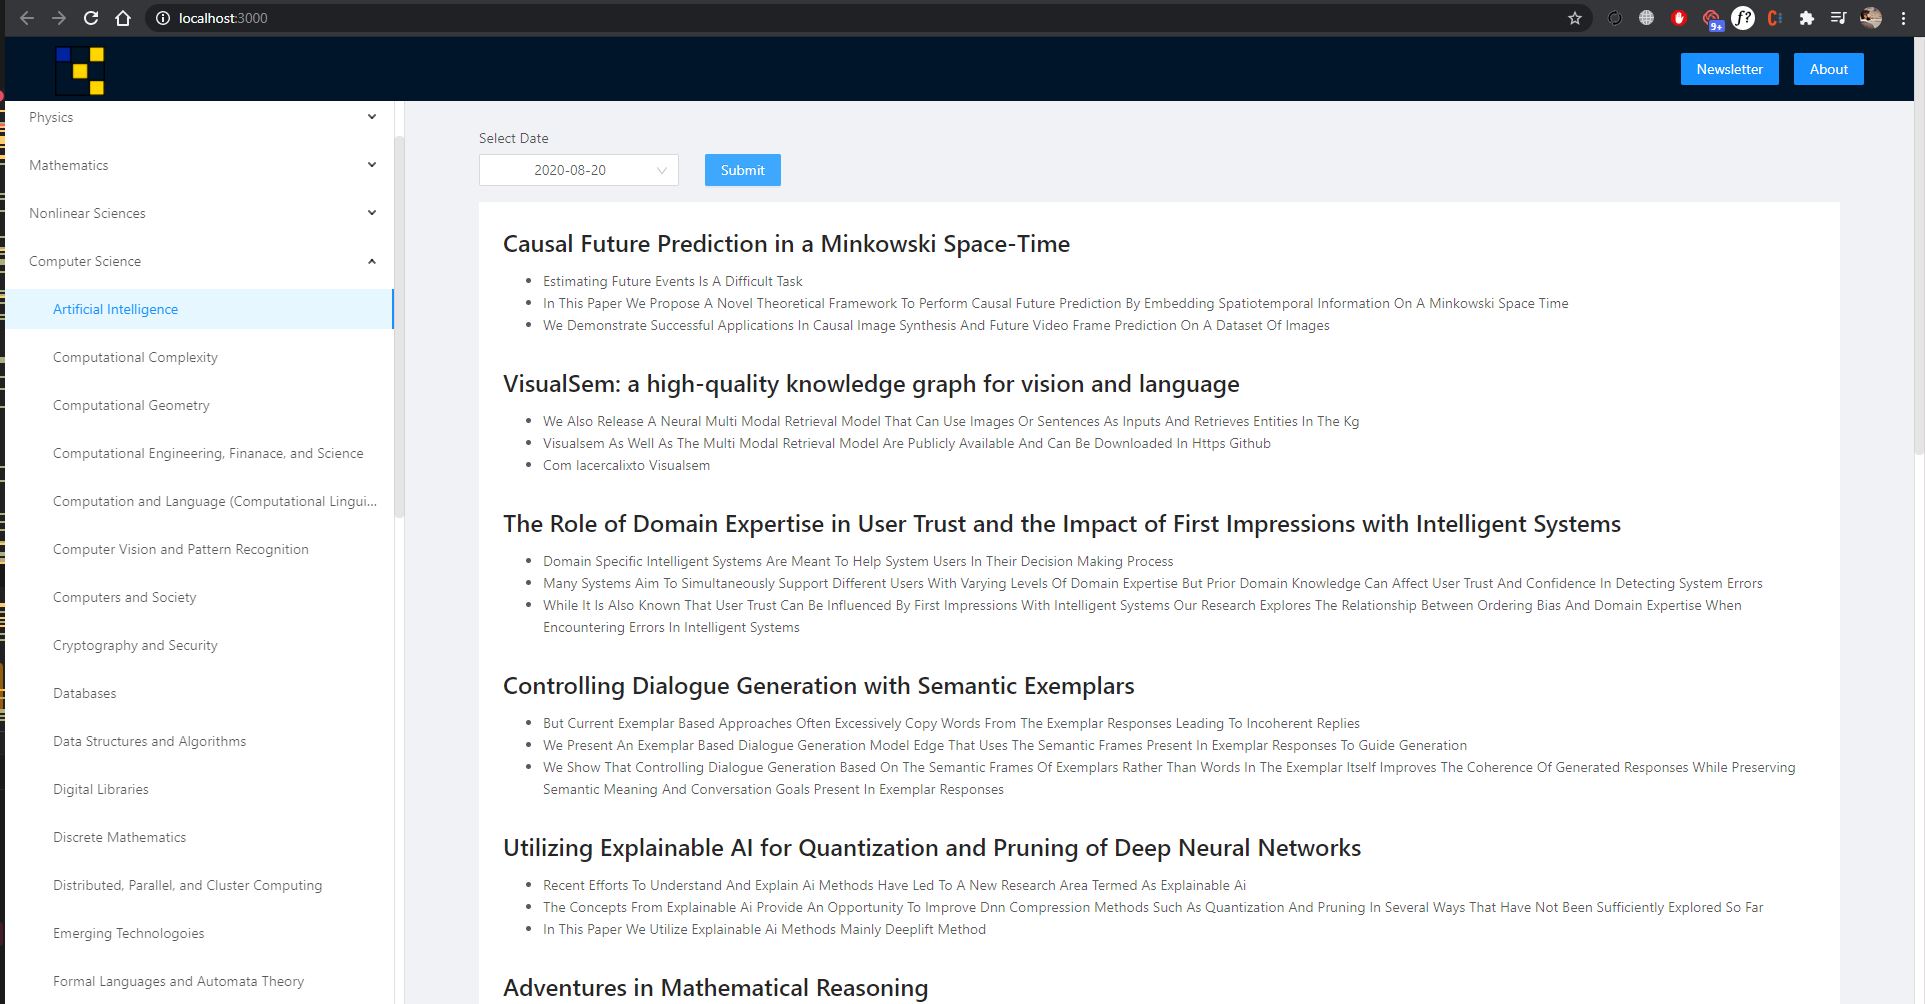 localhost:3000
9+
f?
Newsletter
About
Physics
Mathematics
Nonlinear Sciences
Computer Science
Artificial Intelligence
Computational Complexity
Computational Geometry
Computational Engineering, Finanace, and Science
Computation and Language (Computational Lingui...
Computer Vision and Pattern Recognition
Computers and Society
Cryptography and Security
Databases
Data Structures and Algorithms
Digital Libraries
Discrete Mathematics
Distributed, Parallel, and Cluster Computing
Emerging Technologoies
Formal Languages and Automata Theory
Select Date
2020-08-20
Submit
Causal Future Prediction in a Minkowski Space-Time
Estimating Future Events Is A Difficult Task
In This Paper We Propose A Novel Theoretical Framework To Perform Causal Future Prediction By Embedding Spatiotemporal Information On A Minkowski Space Time
We Demonstrate Successful Applications In Causal Image Synthesis And Future Video Frame Prediction On A Dataset Of Images
VisualSem: a high-quality knowledge graph for vision and language
We Also Release A Neural Multi Modal Retrieval Model That Can Use Images Or Sentences As Inputs And Retrieves Entities In The Kg
Visualsem As Well As The Multi Modal Retrieval Model Are Publicly Available And Can Be Downloaded In Https Github
Com Iacercalixto Visualsem
The Role of Domain Expertise in User Trust and the Impact of First Impressions with Intelligent Systems
Domain Specific Intelligent Systems Are Meant To Help System Users In Their Decision Making Process
Many Systems Aim To Simultaneously Support Different Users With Varying Levels Of Domain Expertise But Prior Domain Knowledge Can Affect User Trust And Confidence In Detecting System Errors
While It Is Also Known That User Trust Can Be Influenced By First Impressions With Intelligent Systems Our Research Explores The Relationship Between Ordering Bias And Domain Expertise When
Encountering Errors In Intelligent Systems
Controlling Dialogue Generation with Semantic Exemplars
But Current Exemplar Based Approaches Often Excessively Copy Words From The Exemplar Responses Leading To Incoherent Replies
We Present An Exemplar Based Dialogue Generation Model Edge That Uses The Semantic Frames Present In Exemplar Responses To Guide Generation
We Show That Controlling Dialogue Generation Based On The Semantic Frames Of Exemplars Rather Than Words In The Exemplar Itself Improves The Coherence Of Generated Responses While Preserving
Semantic Meaning And Conversation Goals Present In Exemplar Responses
Utilizing Explainable AI for Quantization and Pruning of Deep Neural Networks
Recent Efforts To Understand And Explain Ai Methods Have Led To A New Research Area Termed As Explainable Ai
The Concepts From Explainable Ai Provide An Opportunity To Improve Dnn Compression Methods Such As Quantization And Pruning In Several Ways That Have Not Been Sufficiently Explored So Far
In This Paper We Utilize Explainable Ai Methods Mainly Deeplift Method
Adventures in Mathematical Reasoning